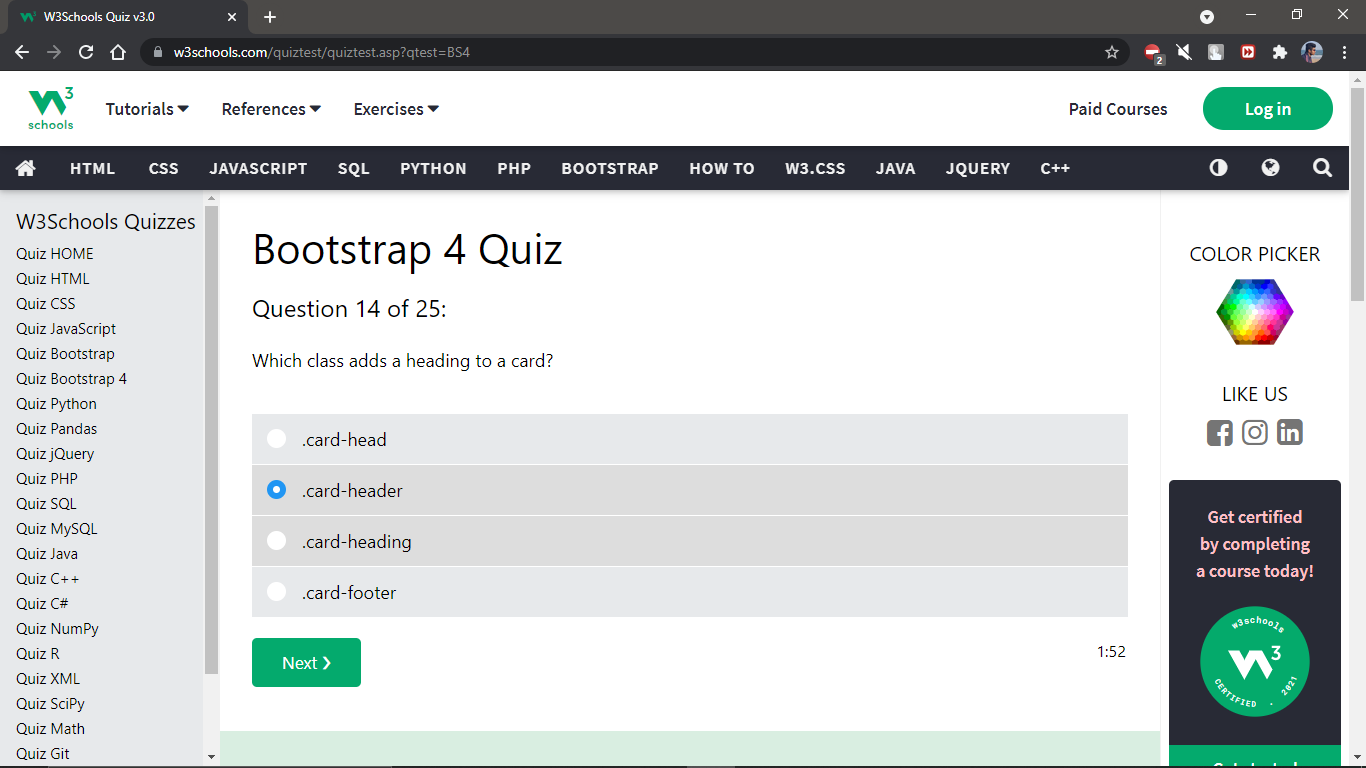 W3Schools Quiz v3.0
w3schools.com/quiztest/quiztest.asp?qtest=BS4
2
3
schools
Tutorials
References
Exercises
Paid Courses
Log in
HTML
CSS
JAVASCRIPT
SQL
PYTHON
PHP
BOOTSTRAP
HOW TO
W3.CSS
JAVA
JQUERY
C++
W3Schools Quizzes
Quiz HOME
Quiz HTML
Quiz CSS
Quiz JavaScript
Quiz Bootstrap
Quiz Bootstrap 4
Quiz Python
Quiz Pandas
Quiz jQuery
Quiz PHP
Quiz SQL
Quiz MySQL
Quiz Java
Quiz C++
Quiz C#
Quiz NumPy
Quiz R
Quiz XML
Quiz SciPy
Quiz Math
Quiz Git
Bootstrap 4 Quiz
Question 14 of 25:
Which class adds a heading to a card?
.card-head
.card-header
.card-heading
.card-footer
Next ❯
1:52
COLOR PICKER
LIKE US
Get certified
by completing
a course today!
w3schools
3
CERTIFIED . 2021